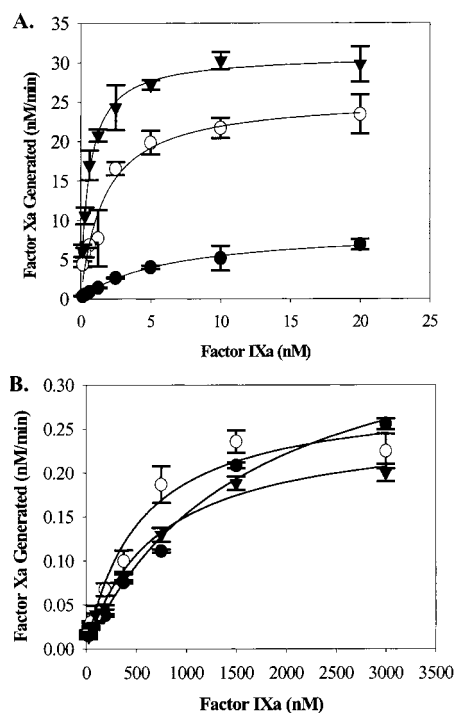 A.
Factor Xa Generated (nM/min)
35
30
25
20
15
10
5
0
0 5 10 15 20 25
Factor IXa (nM)
B.
Factor Xa Generated (nM/min)
0.30
0.25
0.20
0.15
0.10
0.05
0.00
0 500 1000 1500 2000 2500 3000 3500
Factor IXa (nM)